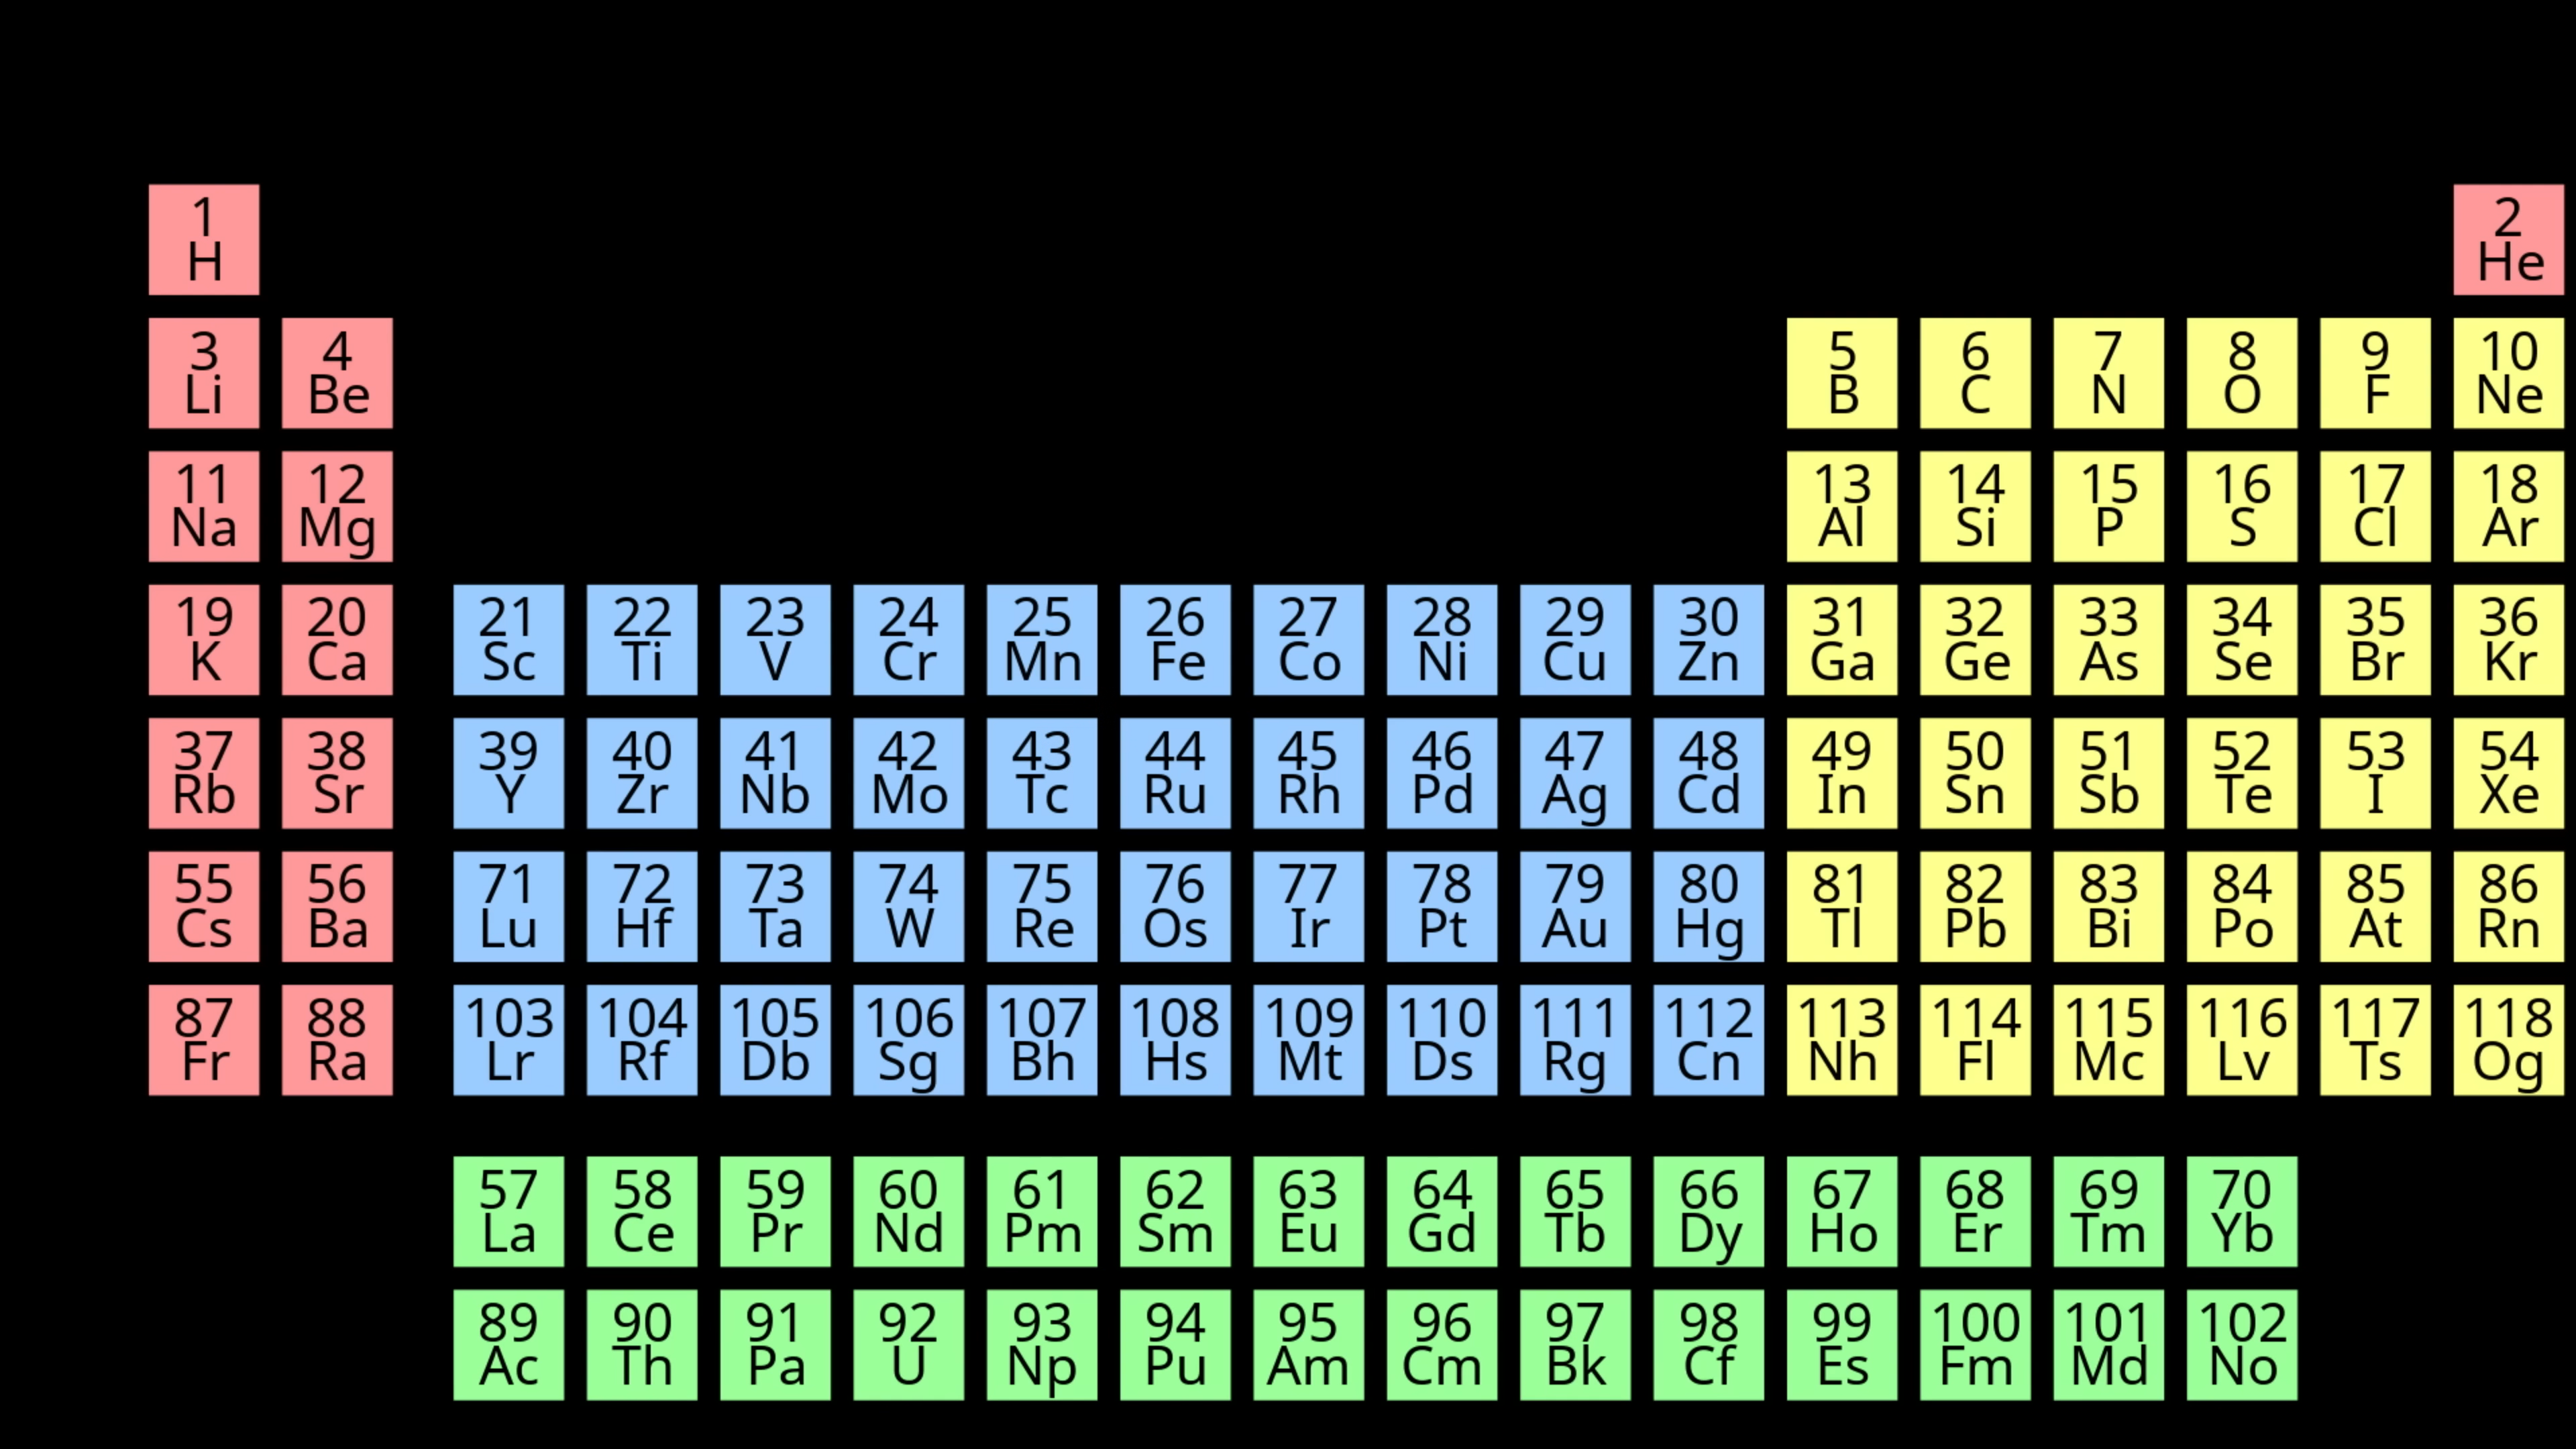 1 2
H He
3 4 5 6 7 8 9 10
Li Be B C N O F Ne
11 12 13 14 15 16 17 18
Na Mg Al Si P S Cl Ar
19 20 21 22 23 24 25 26 27 28 29 30 31 32 33 34 35 36
K Ca Sc Ti V Cr Mn Fe Co Ni Cu Zn Ga Ge As Se Br Kr
37 38 39 40 41 42 43 44 45 46 47 48 49 50 51 52 53 54
Rb Sr Y Zr Nb Mo Tc Ru Rh Pd Ag Cd In Sn Sb Te I Xe
55 56 71 72 73 74 75 76 77 78 79 80 81 82 83 84 85 86
Cs Ba Lu Hf Ta W Re Os Ir Pt Au Hg Tl Pb Bi Po At Rn
87 88 103 104 105 106 107 108 109 110 111 112 113 114 115 116 117 118
Fr Ra Lr Rf Db Sg Bh Hs Mt Ds Rg Cn Nh Fl Mc Lv Ts Og
57 58 59 60 61 62 63 64 65 66 67 68 69 70
La Ce Pr Nd Pm Sm Eu Gd Tb Dy Ho Er Tm Yb
89 90 91 92 93 94 95 96 97 98 99 100 101 102
Ac Th Pa U Np Pu Am Cm Bk Cf Es Fm Md No